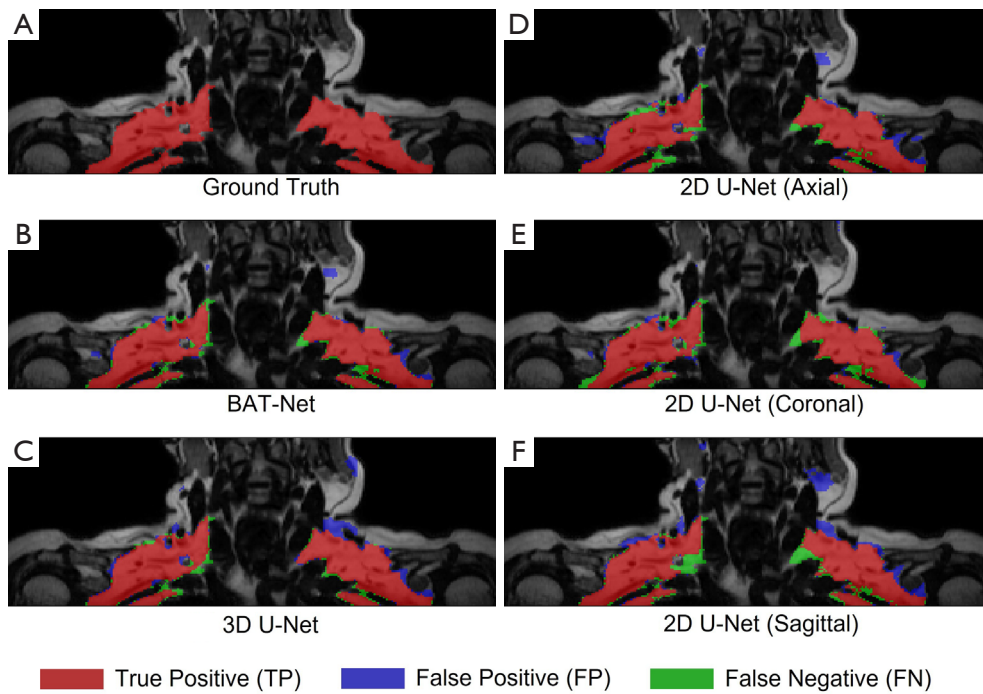 A
Ground Truth
D
2D U-Net (Axial)
B
BAT-Net
E
2D U-Net (Coronal)
C
3D U-Net
F
2D U-Net (Sagittal)
True Positive (TP)
False Positive (FP)
False Negative (FN)